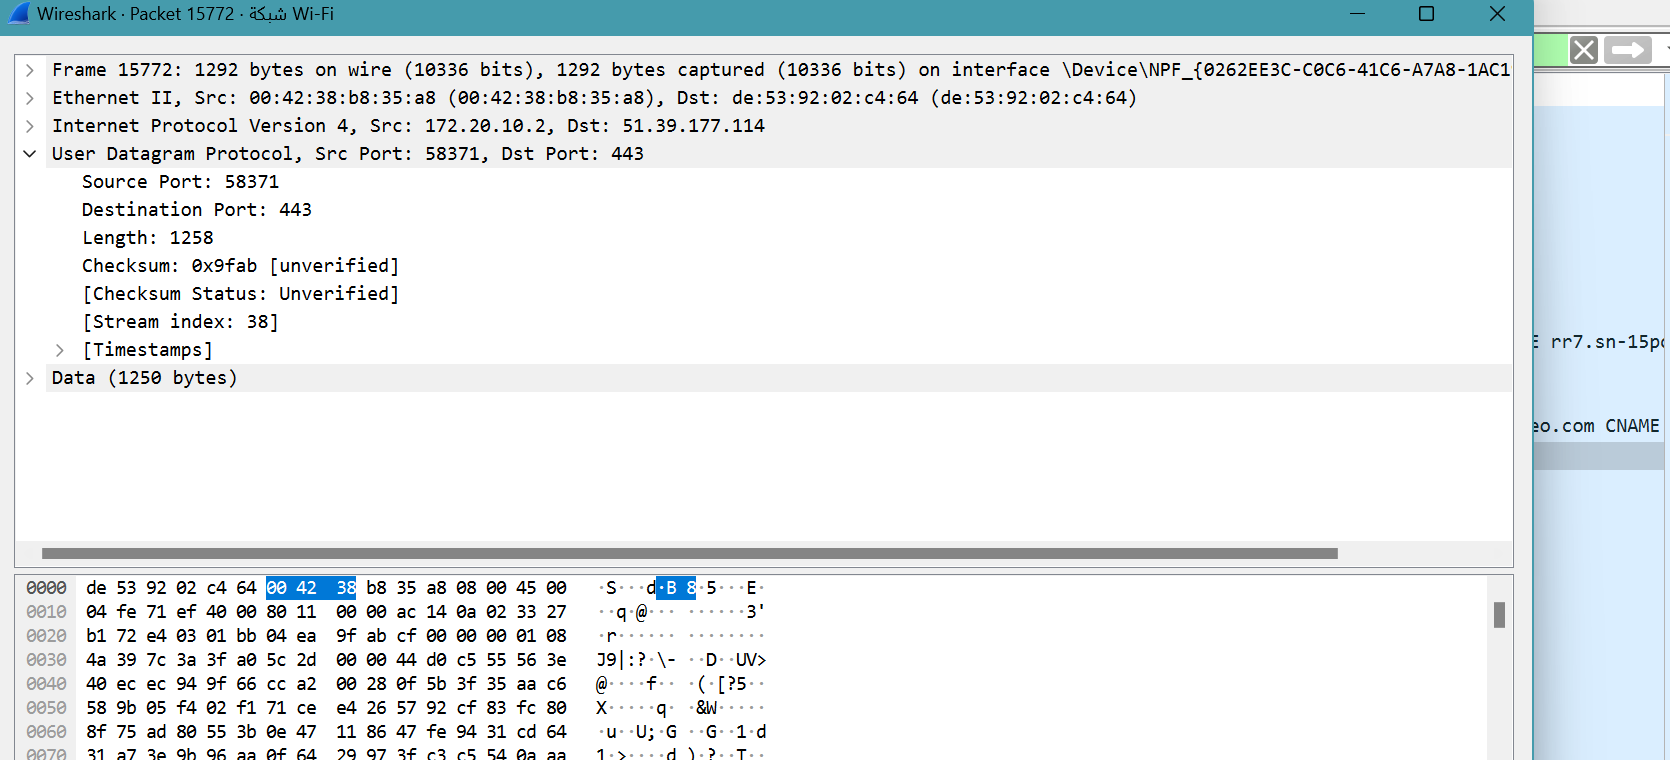 Wireshark · Packet 15772 · شبكة Wi-Fi
Frame 15772: 1292 bytes on wire (10336 bits), 1292 bytes captured (10336 bits) on interface \Device\NPF_{0262EE3C-C0C6-41C6-A7A8-1AC1
Ethernet II, Src: 00:42:38:b8:35:a8 (00:42:38:b8:35:a8), Dst: de:53:92:02:c4:64 (de:53:92:02:c4:64)
Internet Protocol Version 4, Src: 172.20.10.2, Dst: 51.39.177.114
User Datagram Protocol, Src Port: 58371, Dst Port: 443
Source Port: 58371
Destination Port: 443
Length: 1258
Checksum: 0x9fab [unverified]
[Checksum Status: Unverified]
[Stream index: 38]
[Timestamps]
Data (1250 bytes)
E rr7.sn-15po
eo.com CNAME
0000 de 53 92 02 c4 64 00 42 38 b8 35 a8 08 00 45 00 ·S···d·B 8·5···E·
0010 04 fe 71 ef 40 00 80 11 00 00 ac 14 0a 02 33 27 ··q·@··· ······3'
0020 b1 72 e4 03 01 bb 04 ea 9f ab cf 00 00 00 01 08 ·r······ ········
0030 4a 39 7c 3a 3f a0 5c 2d 00 00 44 d0 c5 55 56 3e J9|:?·\- ··D··UV>
0040 40 ec ec 94 9f 66 cc a2 00 28 0f 5b 3f 35 aa c6 @····f·· ·(·[?5··
0050 58 9b 05 f4 02 f1 71 ce e4 26 57 92 cf 83 fc 80 X·····q· ·&W·····
0060 8f 75 ad 80 55 3b 0e 47 11 86 47 fe 94 31 cd 64 ·u··U;·G ··G··1·d
0070 31 a7 3e 9b 96 aa 0f 64 29 97 3f c3 c5 54 0a aa 1·>····d )·?··T··